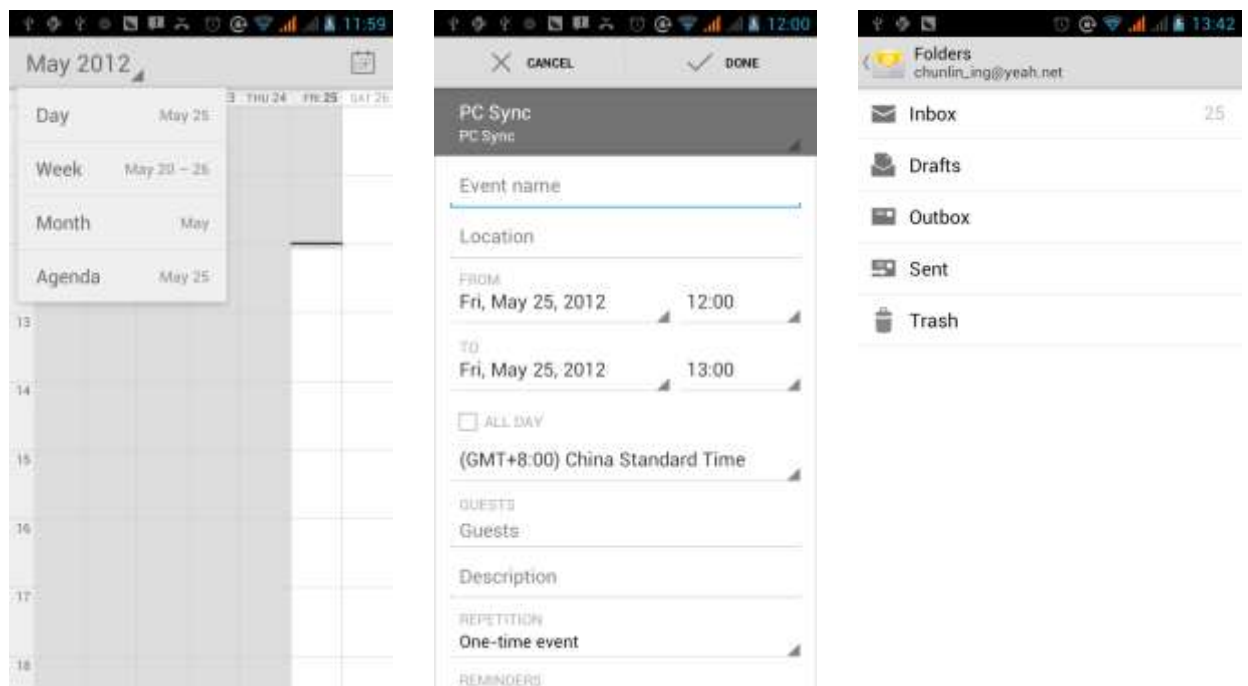 11:59
May 2012
3 THU 24 FRI 25 SAT 26
Day May 25
Week May 20 – 26
Month May
Agenda May 25
13
14
15
16
17
18
12:00
CANCEL DONE
PC Sync
PC Sync
Event name
Location
FROM
Fri, May 25, 2012 12:00
TO
Fri, May 25, 2012 13:00
ALL DAY
(GMT+8:00) China Standard Time
GUESTS
Guests
Description
REPETITION
One-time event
REMINDERS
13:42
Folders
chunlin_ing@yeah.net
Inbox 25
Drafts
Outbox
Sent
Trash